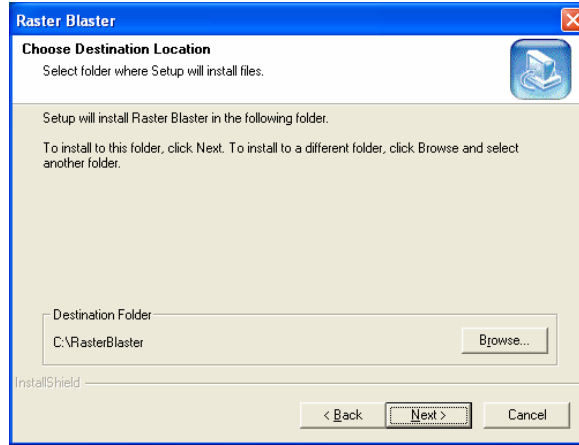 Raster Blaster
Choose Destination Location
Select folder where Setup will install files.
Setup will install Raster Blaster in the following folder.
To install to this folder, click Next. To install to a different folder, click Browse and select
another folder.
Destination Folder
C:\RasterBlaster
Browse...
InstallShield
< Back
Next >
Cancel